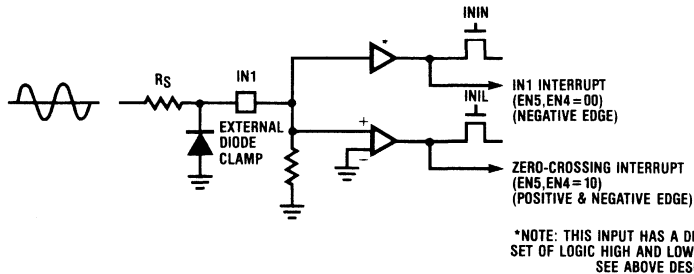 ININ
*
RS
IN1
IN1 INTERRUPT
(EN5,EN4=00)
(NEGATIVE EDGE)
INIL
EXTERNAL
DIODE
CLAMP
+
−
ZERO-CROSSING INTERRUPT
(EN5,EN4=10)
(POSITIVE & NEGATIVE EDGE)
*NOTE: THIS INPUT HAS A
SET OF LOGIC HIGH AND LOW
SEE ABOVE